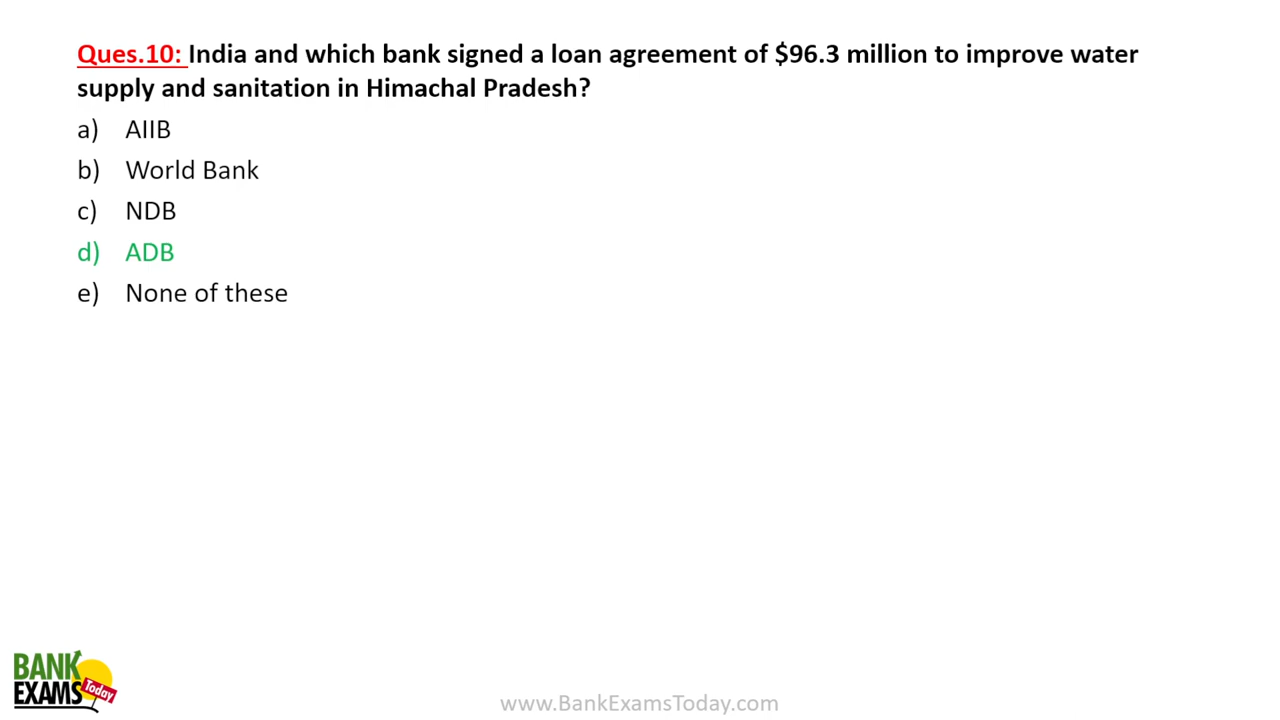 Ques.10: India and which bank signed a loan agreement of $96.3 million to improve water
supply and sanitation in Himachal Pradesh?
a) AIIB
b) World Bank
c) NDB
d) ADB
e) None of these
BANK
EXAMS Today
www.BankExamsToday.com